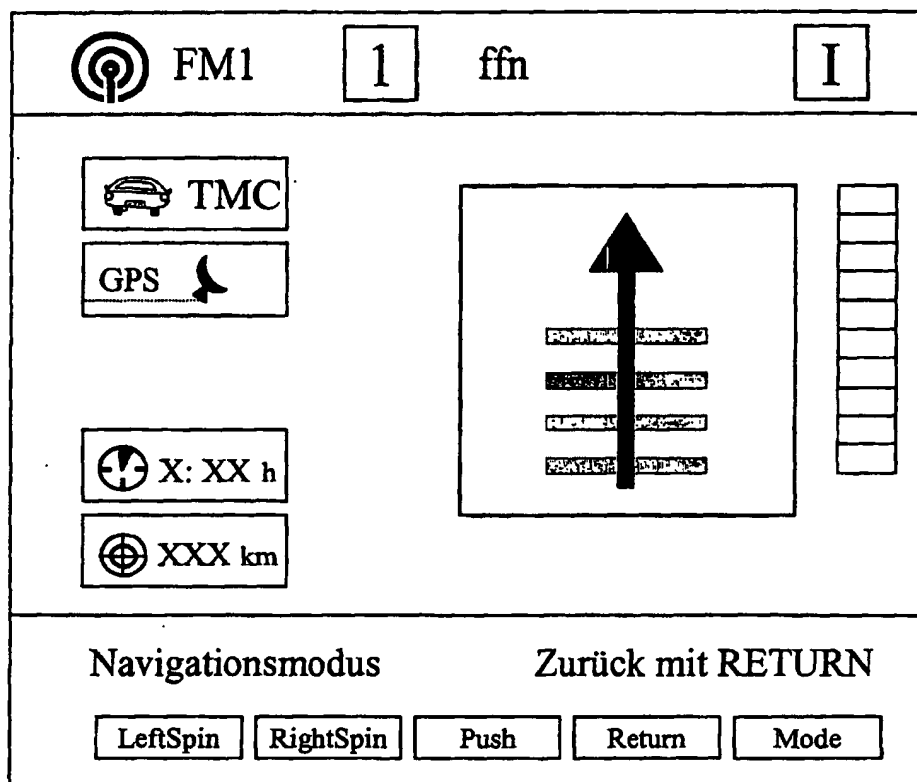 FM1 1 ffn I
TMC
GPS
X: XX h
XXX km
Navigationsmodus Zurück mit RETURN
LeftSpin RightSpin Push Return Mode